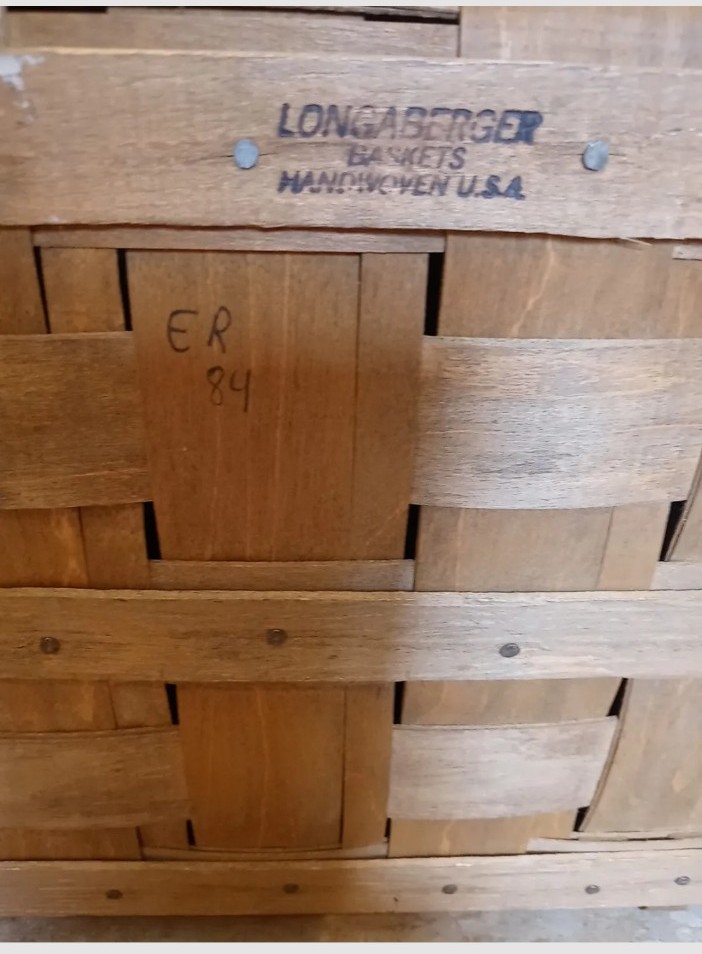 LONGABERGER
BASKETS
HANDWOVEN U.S.A.
ER
84